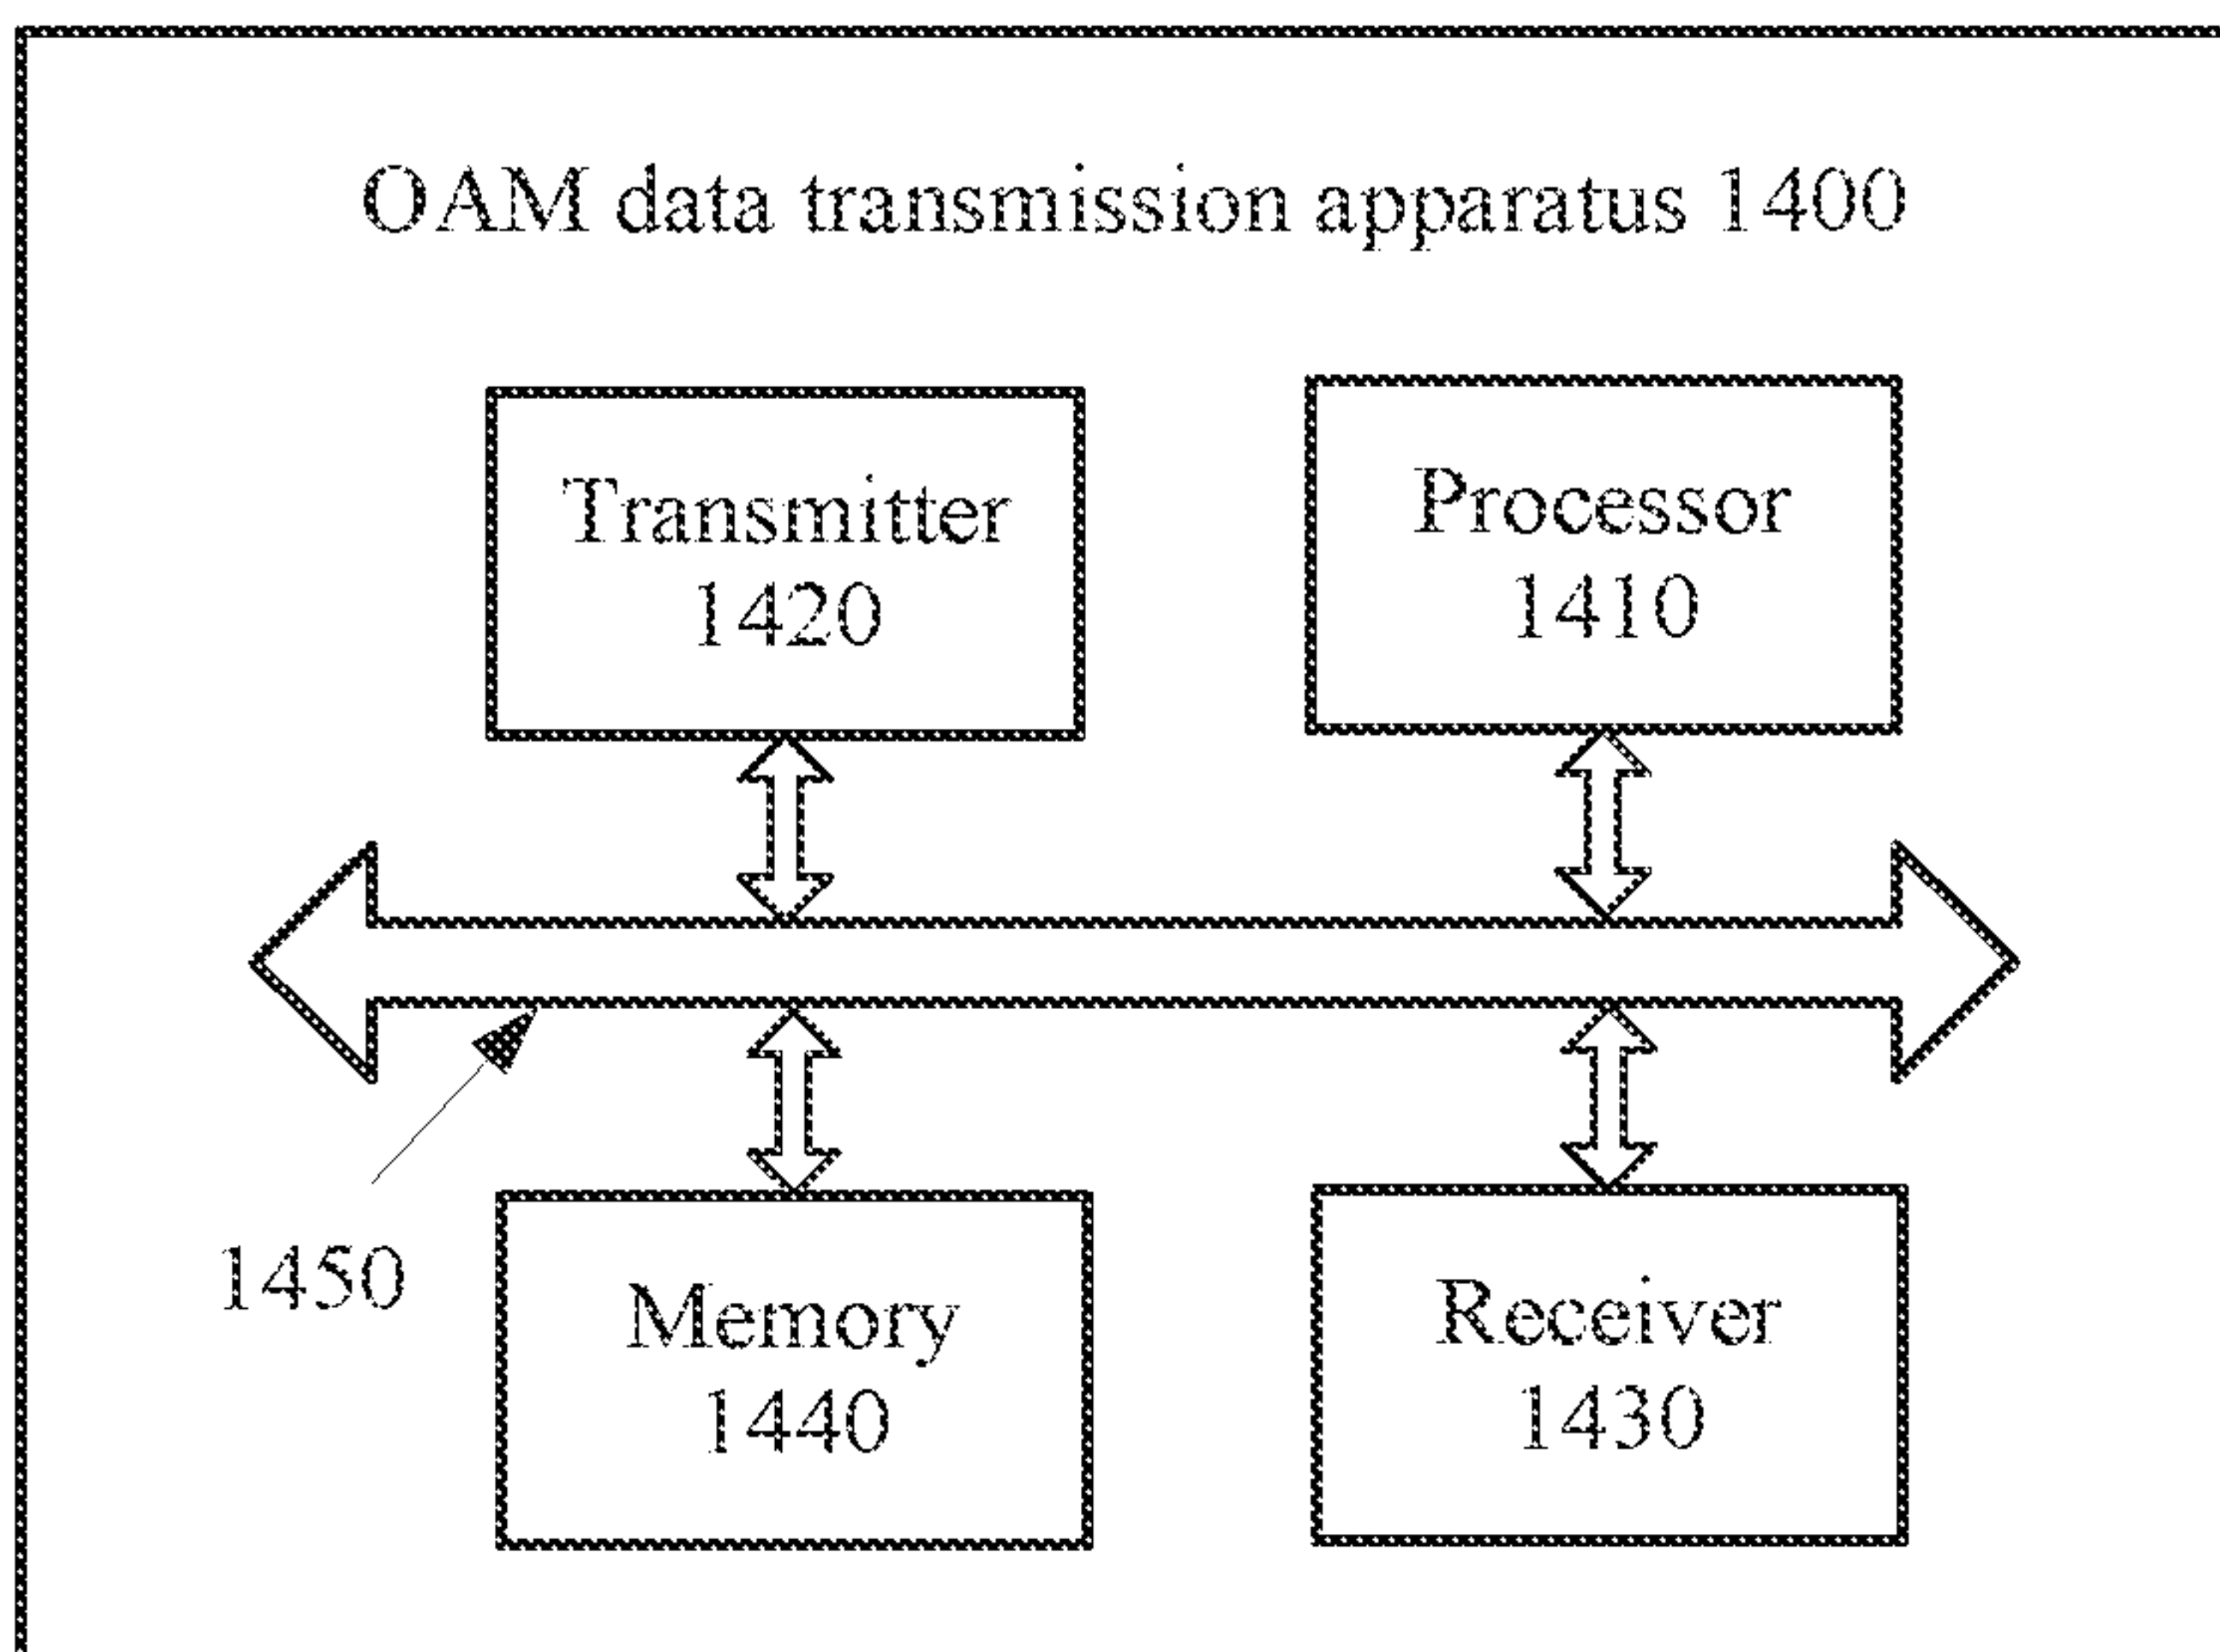 OAM data transmission apparatus 1400
Transmitter
1420
Processor
1410
1450
Memory
1440
Receiver
1430